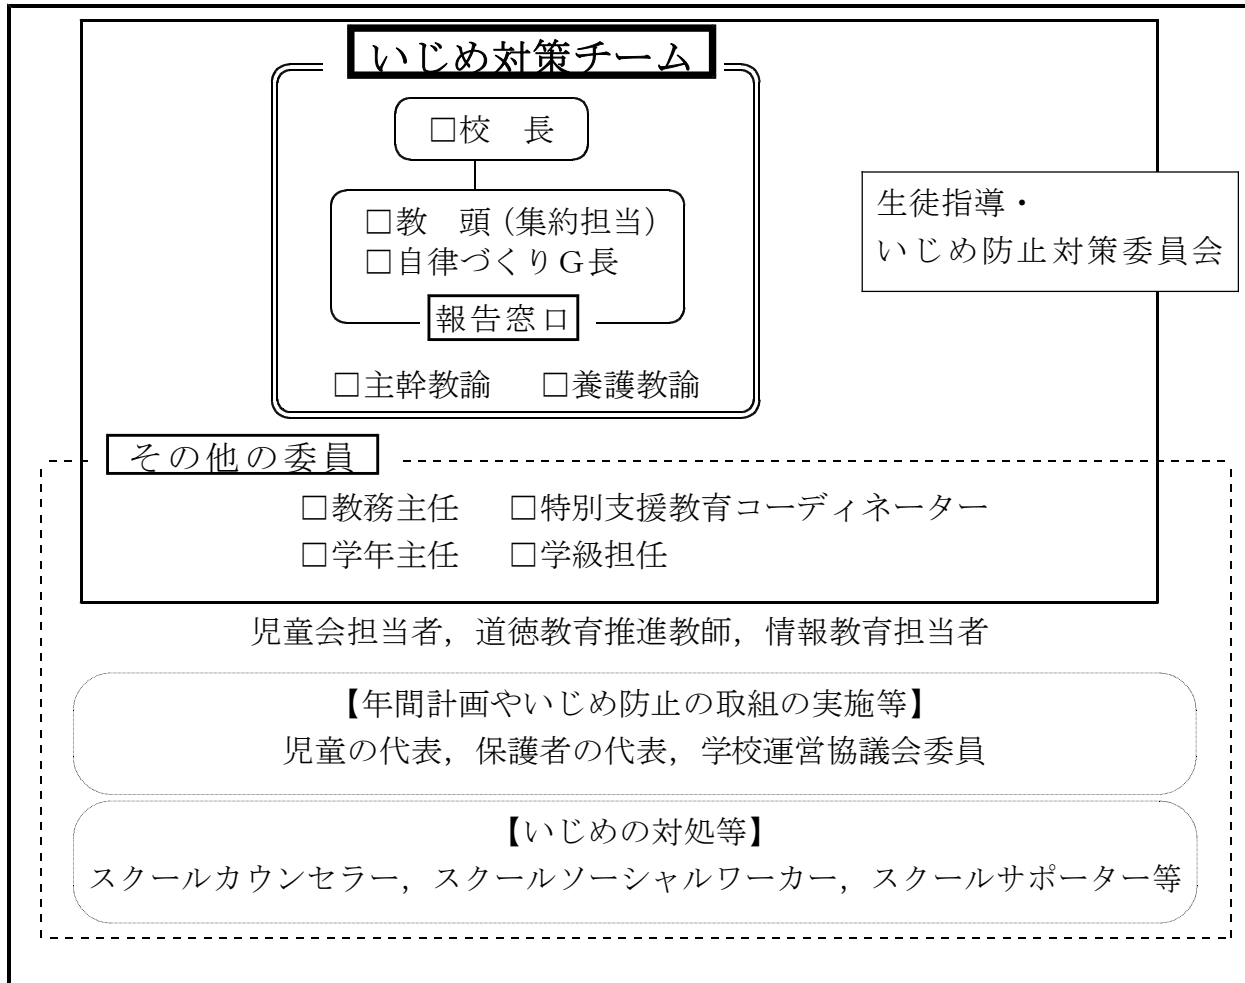 いじめ対策チーム
□校　長
□教　頭（集約担当）
□自律づくりＧ長
報告窓口
□主幹教諭　□養護教諭
生徒指導・
いじめ防止対策委員会
その他の委員
□教務主任　□特別支援教育コーディネーター
□学年主任　□学級担任
児童会担当者，道徳教育推進教師，情報教育担当者
【年間計画やいじめ防止の取組の実施等】
児童の代表，保護者の代表，学校運営協議会委員
【いじめの対処等】
スクールカウンセラー，スクールソーシャルワーカー，スクールサポーター等